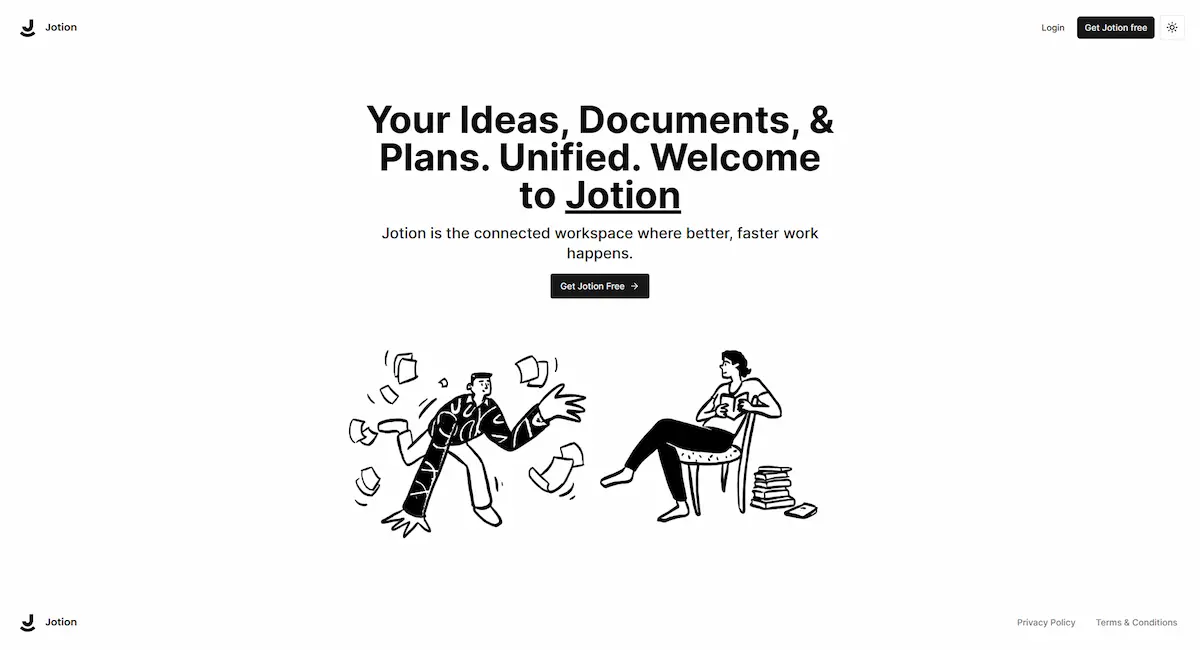 Jotion
Login
Get Jotion free
Your Ideas, Documents, &
Plans. Unified. Welcome
to Jotion
Jotion is the connected workspace where better, faster work
happens.
Get Jotion Free
Jotion
Privacy Policy
Terms & Conditions